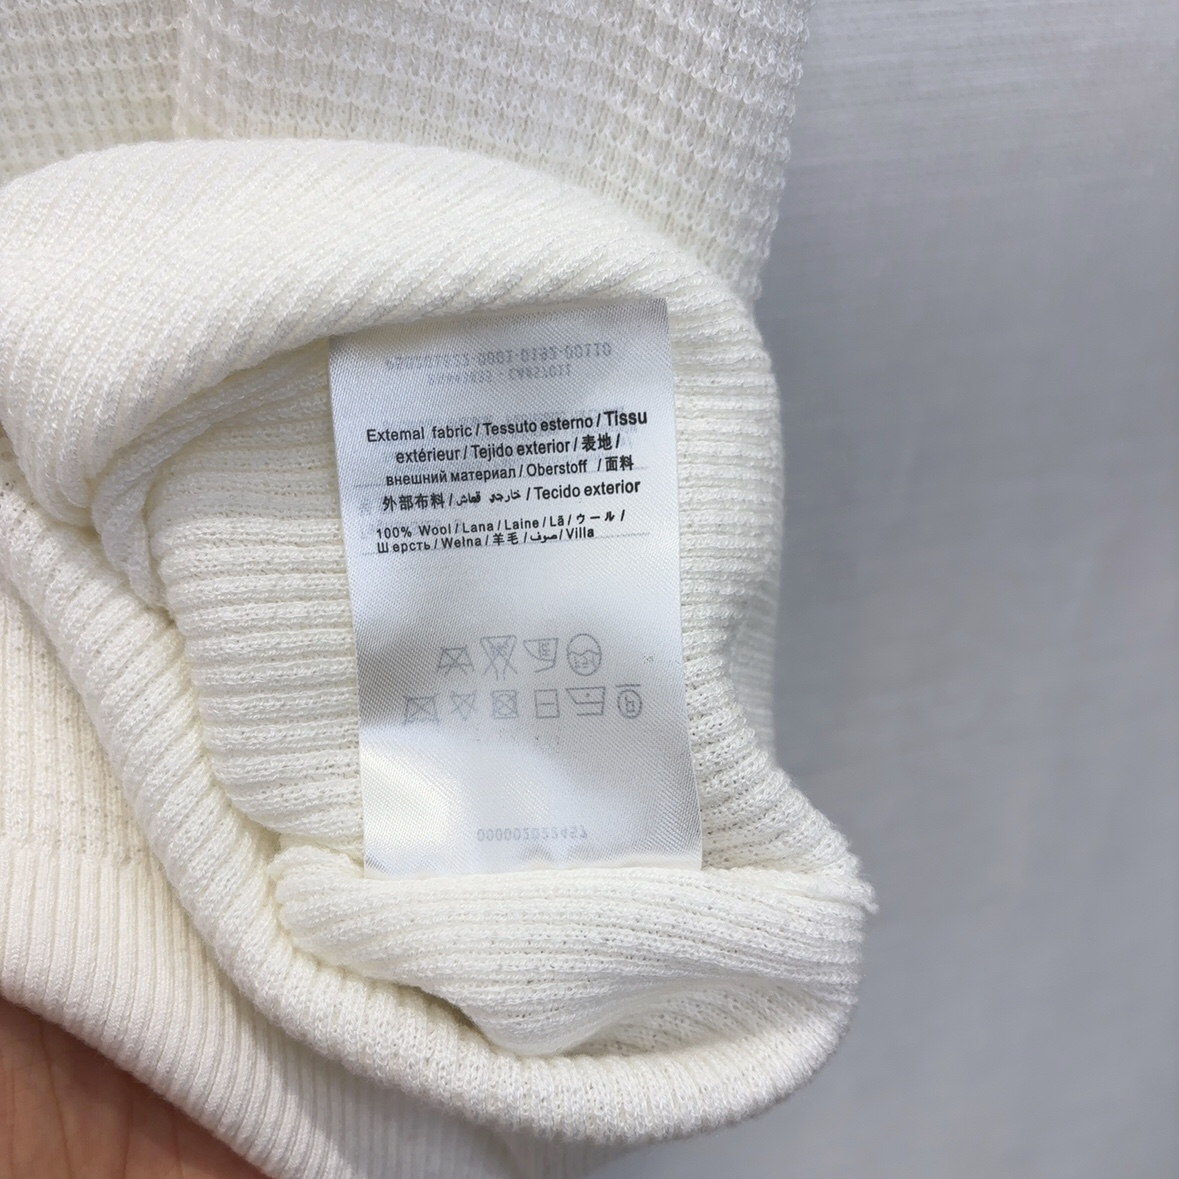 External fabric / Tessuto esterno / Tissu
extérieur / Tejido exterior / 表地 /
внешний материал / Oberstoff / 面料
外部布料 / خارجي قماش / Tecido exterior
100% Wool / Lana / Laine / Lã / ウール /
Шерсть / Wełna / 羊毛 / صوف / Villa
000002022457